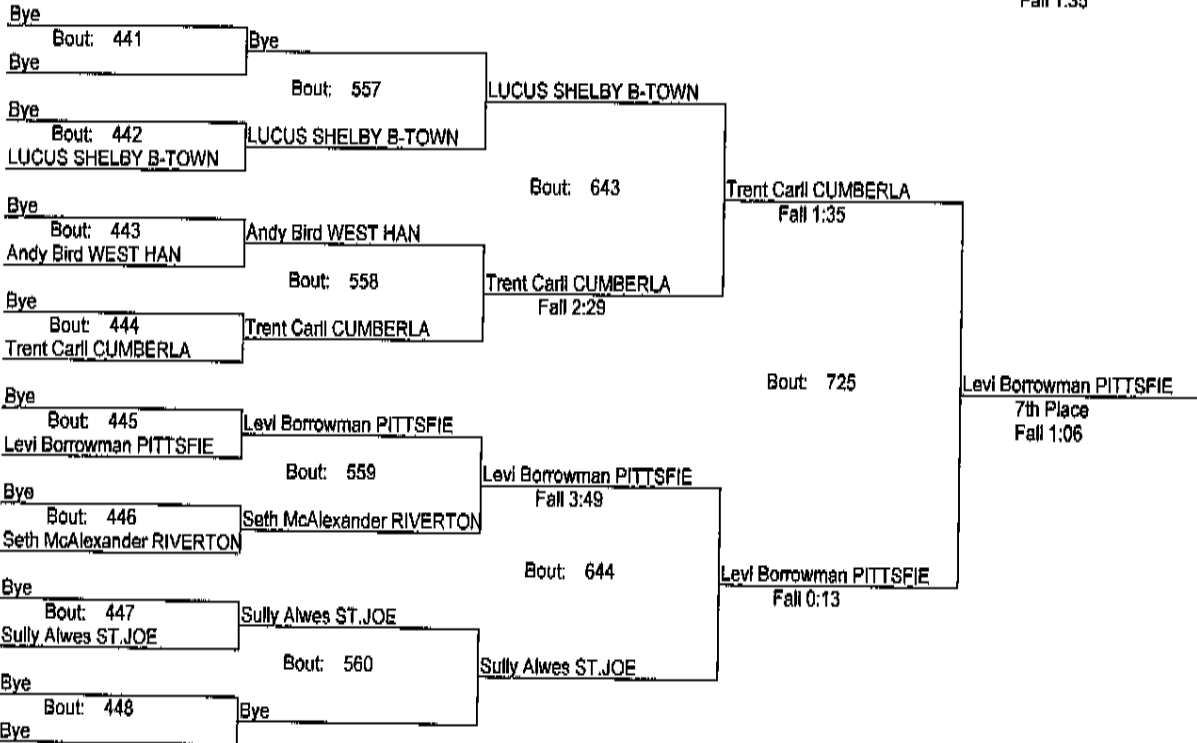 Fall 1:35
Bye
Bout: 441
Bye
Bye
Bout: 557
LUCUS SHELBY B-TOWN
Bye
Bout: 442
LUCUS SHELBY B-TOWN
LUCUS SHELBY B-TOWN
Bout: 643
Trent Carll CUMBERLA
Fall 1:35
Bye
Bout: 443
Andy Bird WEST HAN
Andy Bird WEST HAN
Bout: 558
Trent Carll CUMBERLA
Fall 2:29
Bye
Bout: 444
Trent Carll CUMBERLA
Trent Carll CUMBERLA
Bout: 725
Levi Borrowman PITTSFIE
7th Place
Fall 1:06
Bye
Bout: 445
Levi Borrowman PITTSFIE
Levi Borrowman PITTSFIE
Bout: 559
Levi Borrowman PITTSFIE
Fall 3:49
Bye
Bout: 446
Seth McAlexander RIVERTON
Seth McAlexander RIVERTON
Bout: 644
Levi Borrowman PITTSFIE
Fall 0:13
Bye
Bout: 447
Sully Alwes ST.JOE
Sully Alwes ST.JOE
Bout: 560
Sully Alwes ST.JOE
Bye
Bout: 448
Bye
Bye